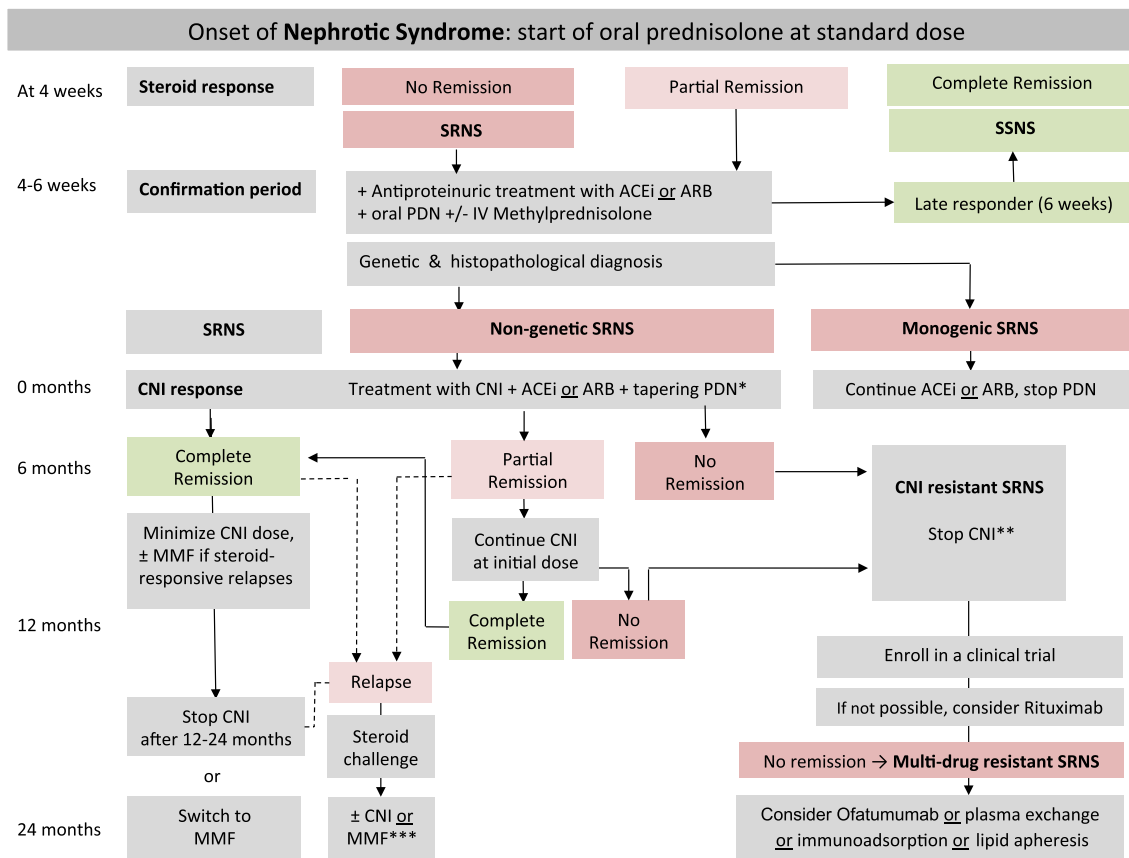 Onset of Nephrotic Syndrome: start of oral prednisolone at standard dose
At 4 weeks
Steroid response
No Remission
Partial Remission
Complete Remission
SRNS
SSNS
4-6 weeks
Confirmation period
+ Antiproteinuric treatment with ACEi or ARB
+ oral PDN +/- IV Methylprednisolone
Late responder (6 weeks)
Genetic & histopathological diagnosis
SRNS
Non-genetic SRNS
Monogenic SRNS
0 months
CNI response
Treatment with CNI + ACEi or ARB + tapering PDN*
Continue ACEi or ARB, stop PDN
6 months
Complete
Remission
Partial
Remission
No
Remission
CNI resistant SRNS
Stop CNI**
Minimize CNI dose,
± MMF if steroid-
responsive relapses
Continue CNI
at initial dose
12 months
Complete
Remission
No
Remission
Enroll in a clinical trial
Relapse
If not possible, consider Rituximab
Stop CNI
after 12-24 months
Steroid
challenge
No remission → Multi-drug resistant SRNS
or
24 months
Switch to
MMF
± CNI or
MMF***
Consider Ofatumumab or plasma exchange
or immunoadsorption or lipid apheresis